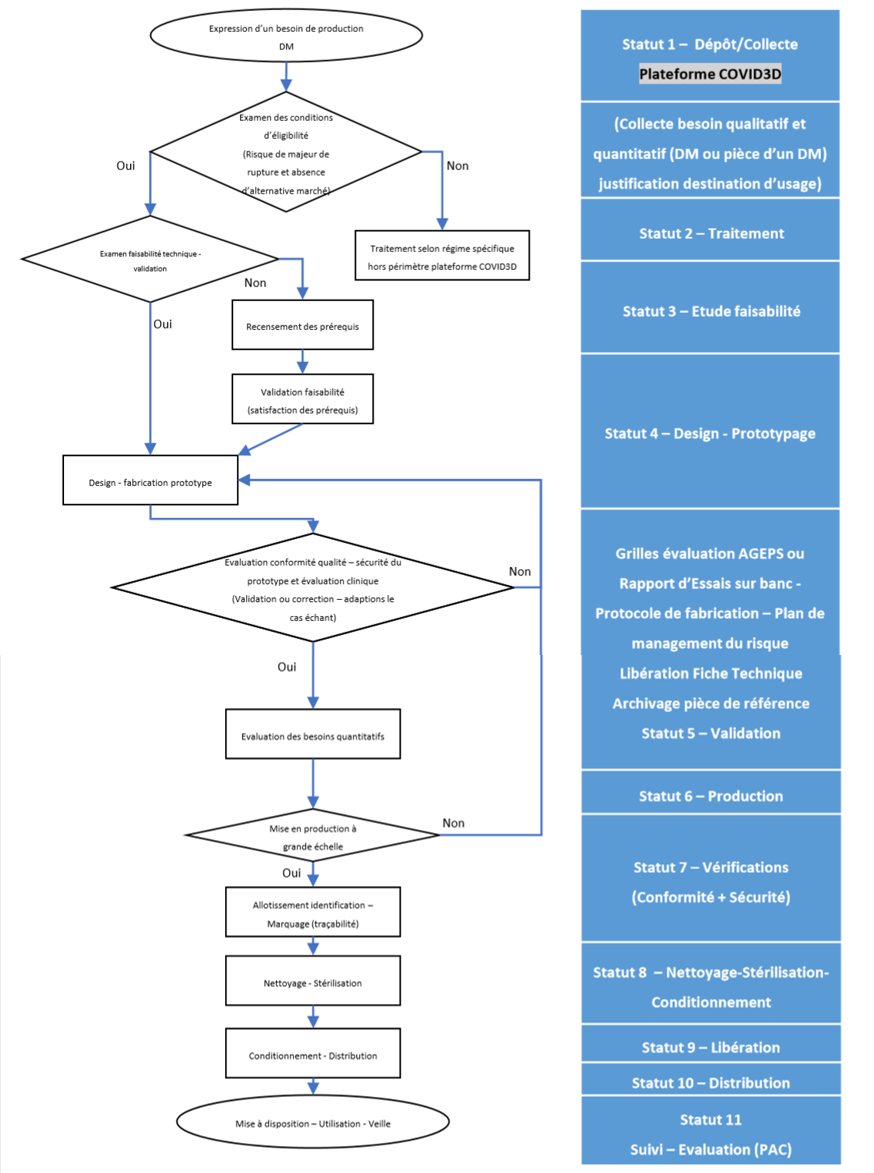 Expression d’un besoin de production
DM
Examen des conditions
d’éligibilité
(Risque de majeur de
rupture et absence
d’alternative marché)
Oui
Non
Traitement selon régime spécifique
hors périmètre plateforme COVID3D
Examen faisabilité technique -
validation
Non
Oui
Recensement des prérequis
Validation faisabilité
(satisfaction des prérequis)
Design - fabrication prototype
Evaluation conformité qualité – sécurité du
prototype et évaluation clinique
(Validation ou correction – adaptions le
cas échant)
Non
Oui
Evaluation des besoins quantitatifs
Mise en production à
grande échelle
Non
Oui
Allotissement identification –
Marquage (traçabilité)
Nettoyage - Stérilisation
Conditionnement - Distribution
Mise à disposition – Utilisation - Veille
Statut 1 – Dépôt/Collecte
Plateforme COVID3D
(Collecte besoin qualitatif et
quantitatif (DM ou pièce d’un DM)
justification destination d’usage)
Statut 2 – Traitement
Statut 3 – Etude faisabilité
Statut 4 – Design - Prototypage
Grilles évaluation AGEPS ou
Rapport d’Essais sur banc -
Protocole de fabrication – Plan de
management du risque
Libération Fiche Technique
Archivage pièce de référence
Statut 5 – Validation
Statut 6 – Production
Statut 7 – Vérifications
(Conformité + Sécurité)
Statut 8 – Nettoyage-Stérilisation-
Conditionnement
Statut 9 – Libération
Statut 10 – Distribution
Statut 11
Suivi – Evaluation (PAC)